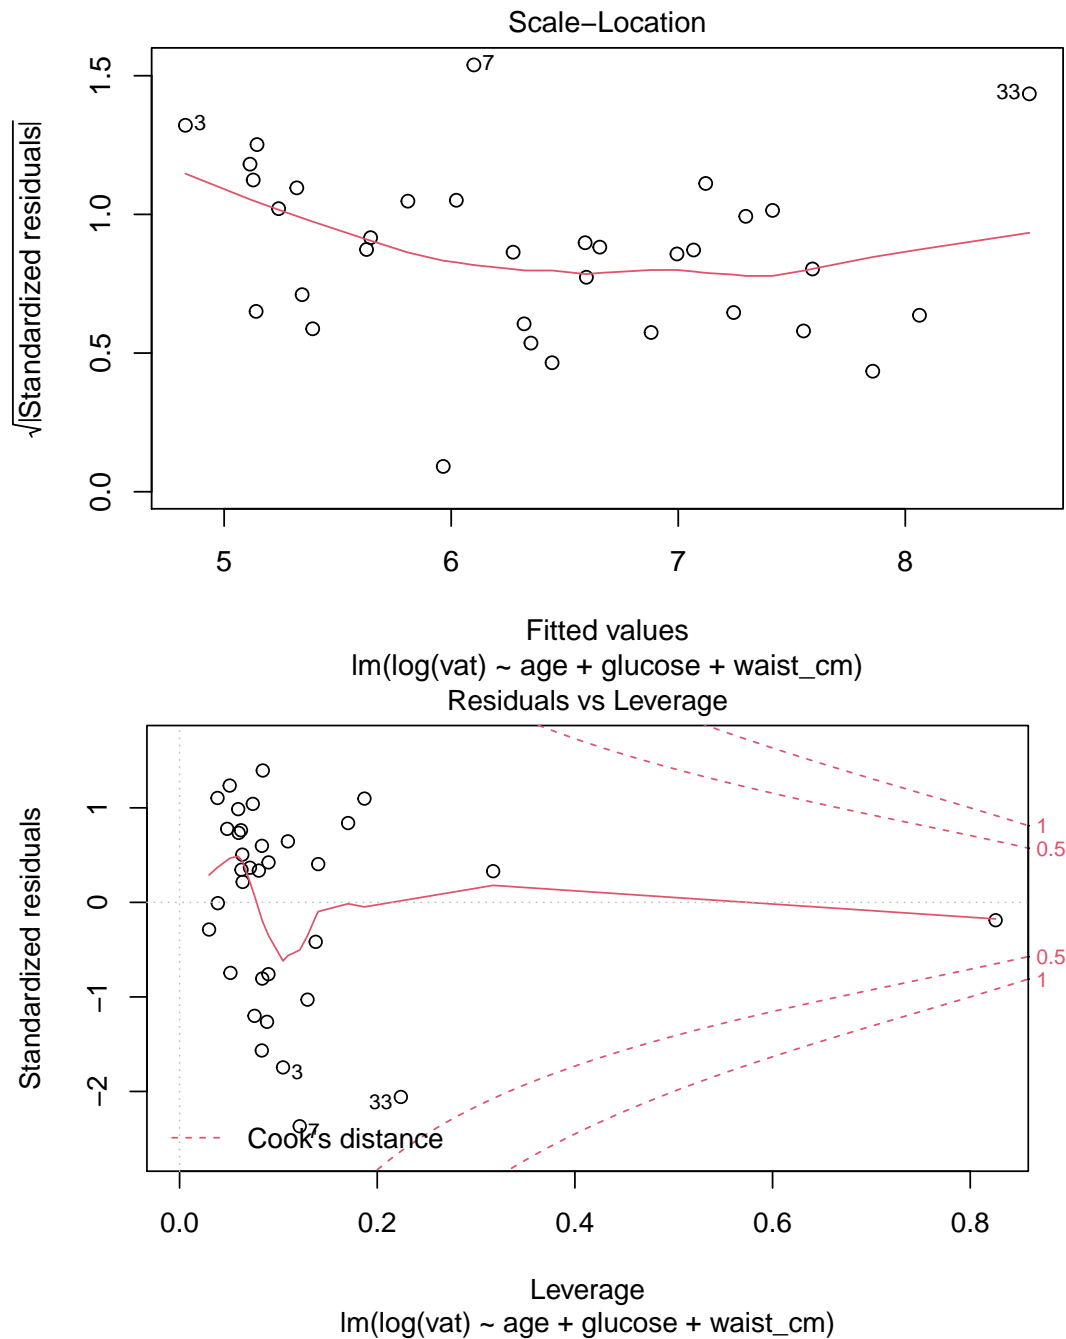 Scale−Location
√|Standardized residuals|
0.0 0.5 1.0 1.5
3
7
33
5 6 7 8
Fitted values
lm(log(vat) ~ age + glucose + waist_cm)
Residuals vs Leverage
Standardized residuals
−2 −1 0 1
1
0.5
0.5
1
3
33
7
Cook's distance
0.0 0.2 0.4 0.6 0.8
Leverage
lm(log(vat) ~ age + glucose + waist_cm)